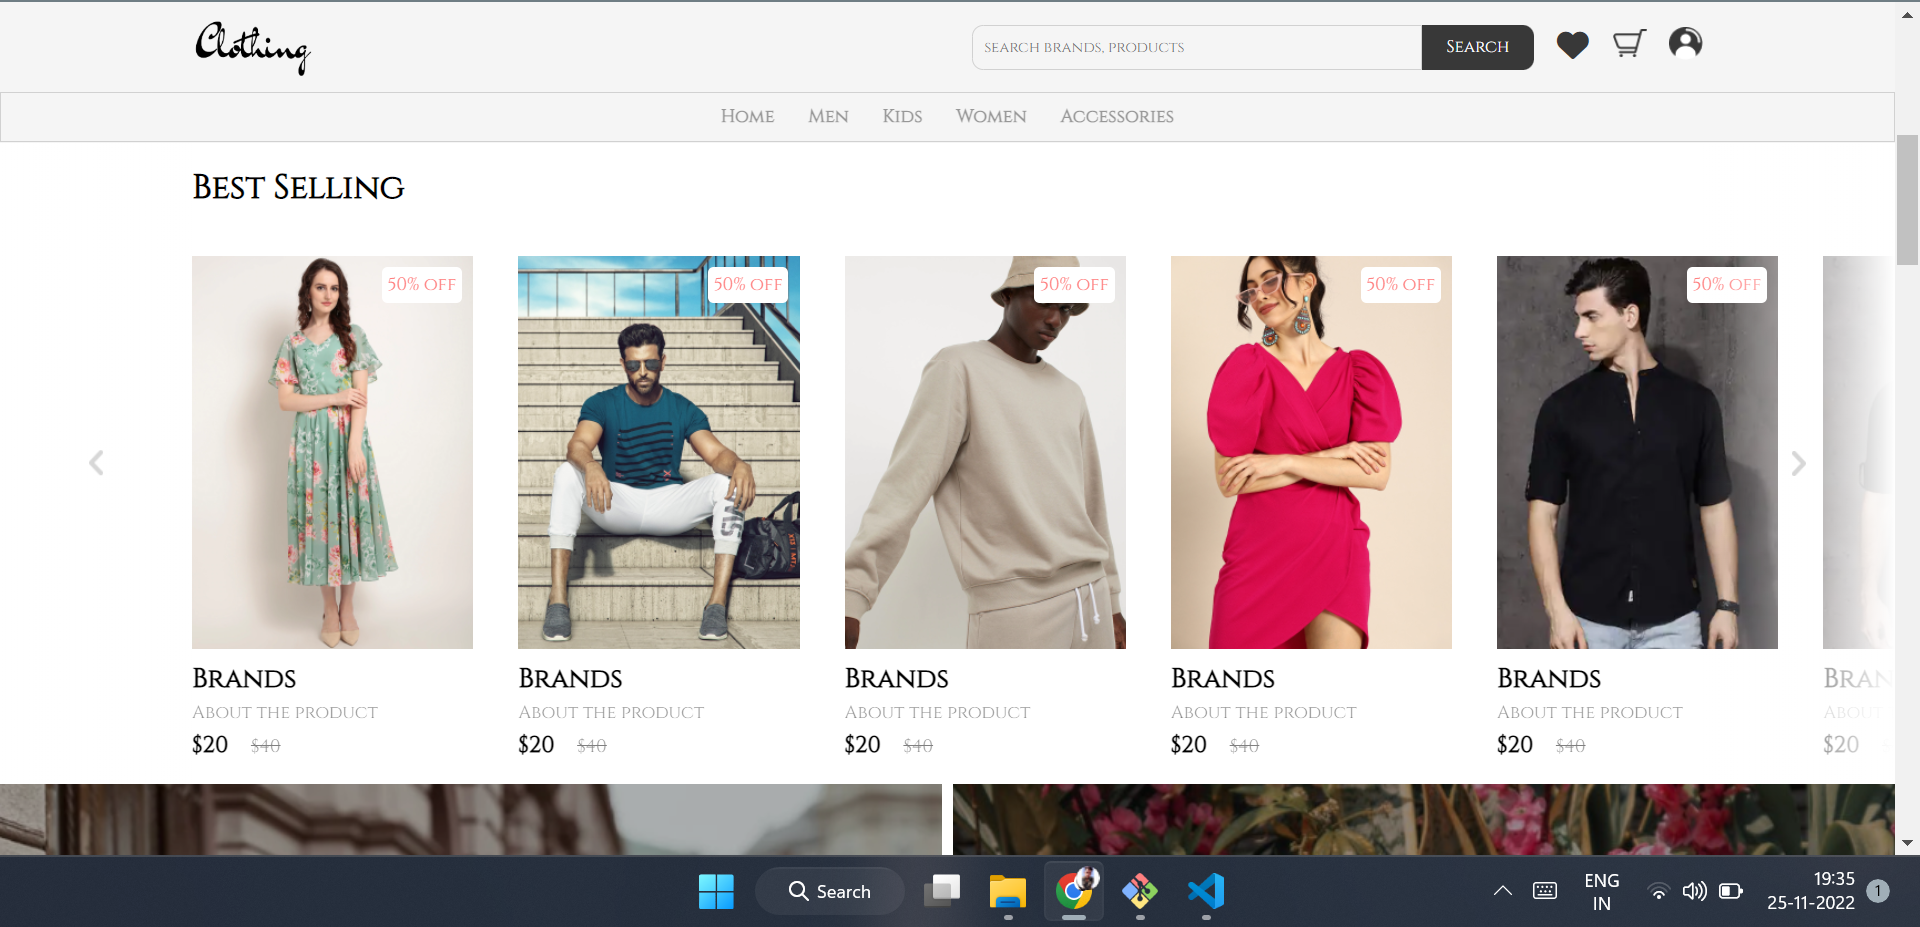 Clothing
SEARCH BRANDS, PRODUCTS
SEARCH
HOME MEN KIDS WOMEN ACCESSORIES
BEST SELLING
50% OFF 50% OFF 50% OFF 50% OFF 50% OFF
BRANDS BRANDS BRANDS BRANDS BRANDS BRAN
ABOUT THE PRODUCT ABOUT THE PRODUCT ABOUT THE PRODUCT ABOUT THE PRODUCT ABOUT THE PRODUCT ABOU
$20 $40 $20 $40 $20 $40 $20 $40 $20 $40 $20
Search
ENG
IN
19:35
25-11-2022
1